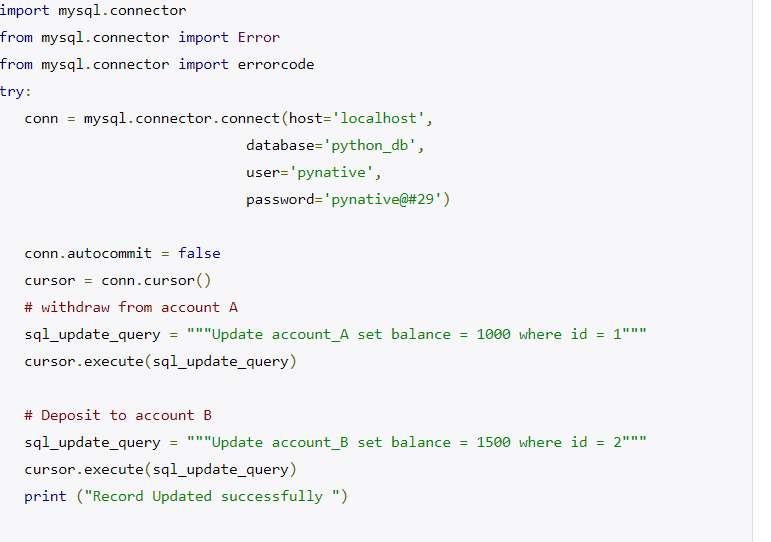 import mysql.connector
from mysql.connector import Error
from mysql.connector import errorcode
try:
   conn = mysql.connector.connect(host='localhost',
                             database='python_db',
                             user='pynative',
                             password='pynative@#29')

   conn.autocommit = false
   cursor = conn.cursor()
   # withdraw from account A
   sql_update_query = """Update account_A set balance = 1000 where id = 1"""
   cursor.execute(sql_update_query)

   # Deposit to account B
   sql_update_query = """Update account_B set balance = 1500 where id = 2"""
   cursor.execute(sql_update_query)
   print ("Record Updated successfully ")